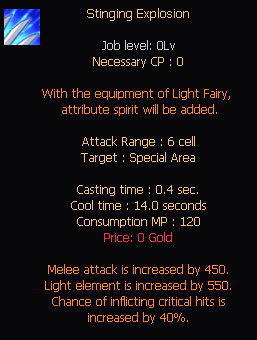 Stinging Explosion
Job level: 0Lv
Necessary CP : 0
With the equipment of Light Fairy,
attribute spirit will be added.
Attack Range : 6 cell
Target : Special Area
Casting time : 0.4 sec.
Cool time : 14.0 seconds
Consumption MP : 120
Price: 0 Gold
Melee attack is increased by 450.
Light element is increased by 550.
Chance of inflicting critical hits is
increased by 40%.